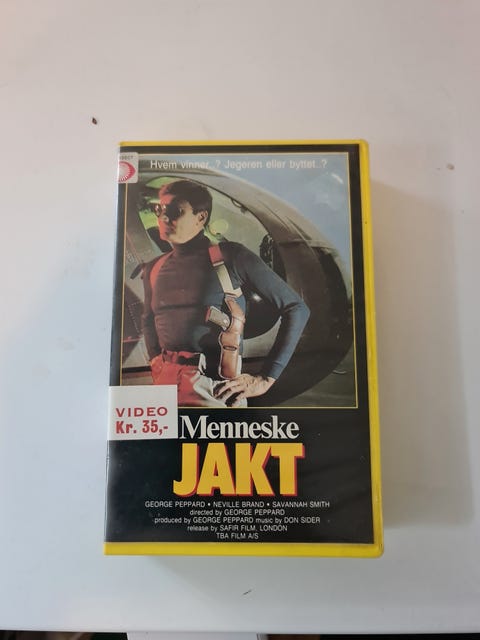 Hvem vinner..? Jegeren eller byttet..?
VIDEO
Kr. 35,-
Menneske
JAKT
GEORGE PEPPARD • NEVILLE BRAND • SAVANNAH SMITH
directed by GEORGE PEPPARD
produced by GEORGE PEPPARD music by DON SIDER
release by SAFIR FILM, LONDON
TBA FILM A/S